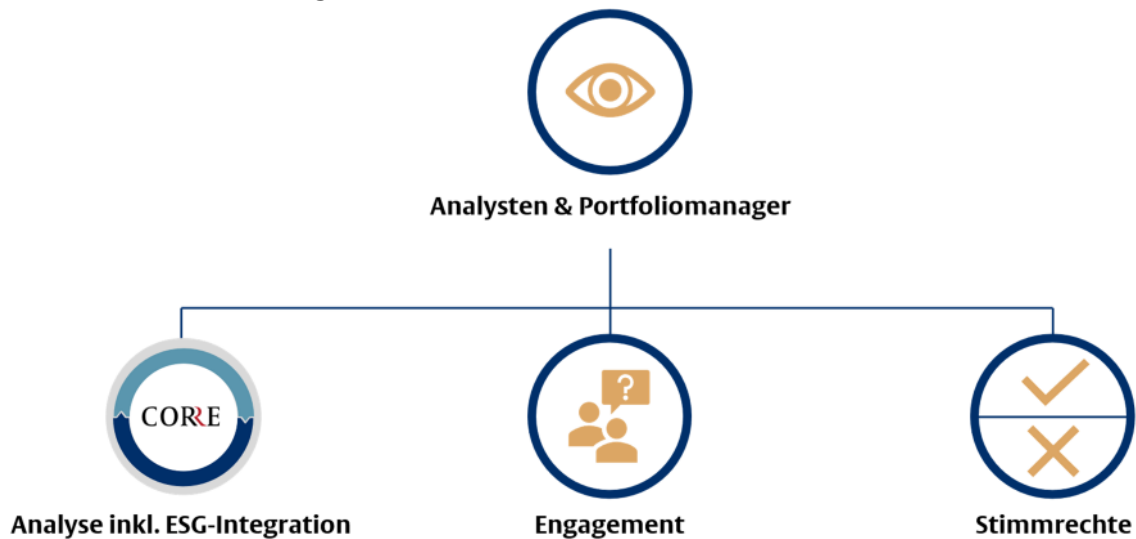 Analysten & Portfoliomanager
?
CORRE
Analyse inkl. ESG-Integration
Engagement
Stimmrechte